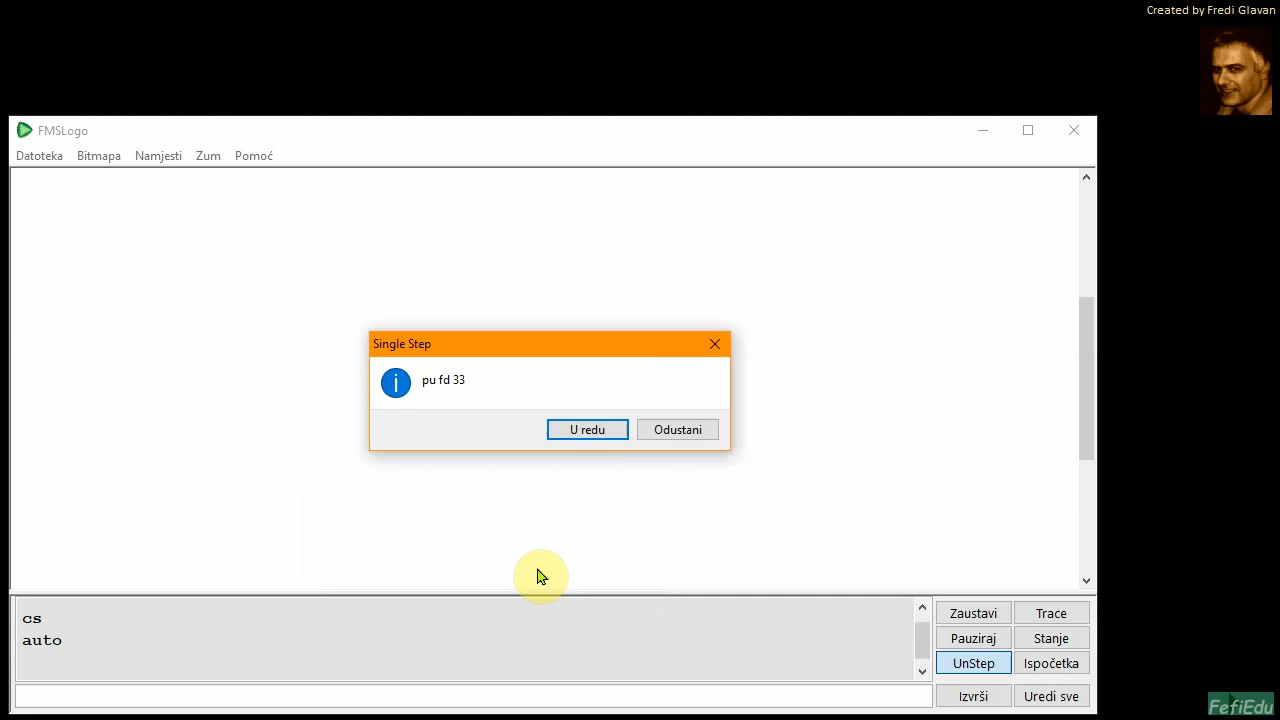 Created by Fredi Glavan
FMSLogo
Datoteka Bitmapa Namjesti Zum Pomoć
Single Step
pu fd 33
U redu Odustani
cs
auto
Zaustavi Trace
Pauziraj Stanje
UnStep Ispočetka
Izvrši Uredi sve
FefiEdu